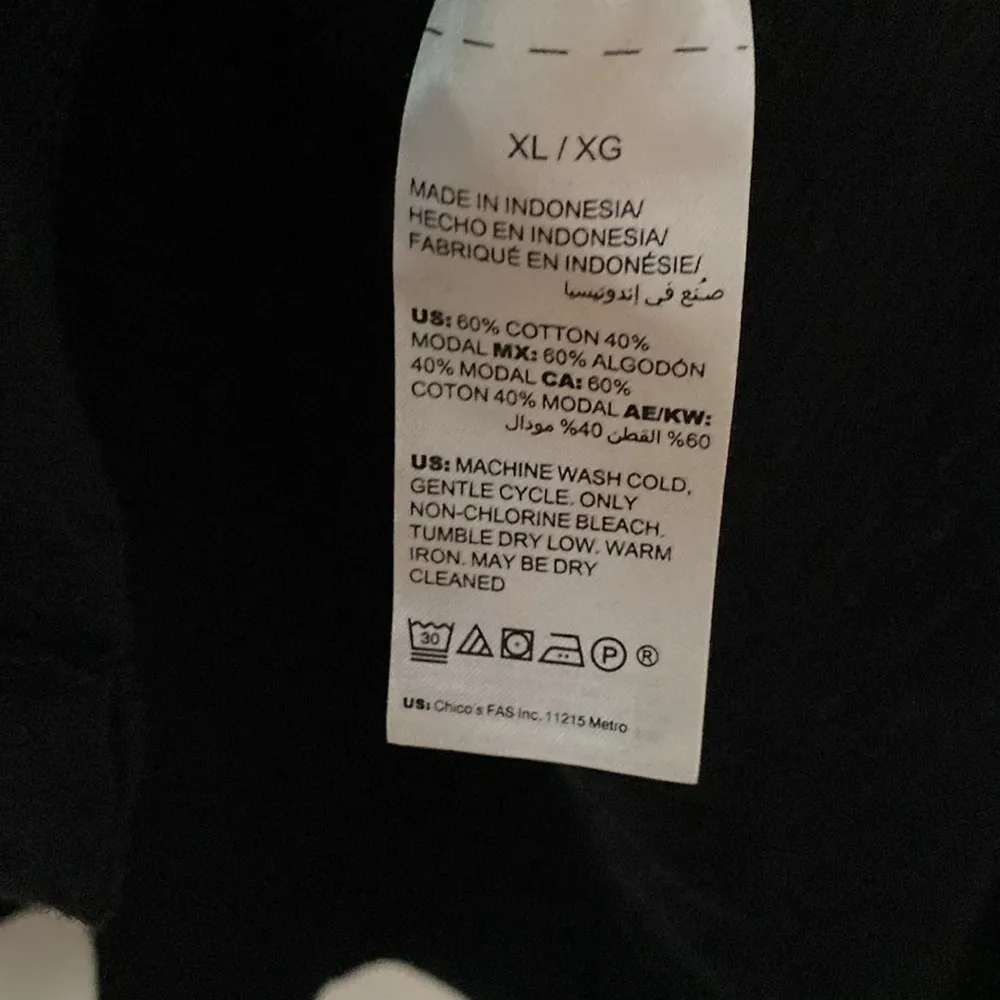 XL / XG
MADE IN INDONESIA/
HECHO EN INDONESIA/
FABRIQUÉ EN INDONÉSIE/
صُنع في إندونيسيا
US: 60% COTTON 40%
MODAL MX: 60% ALGODÓN
40% MODAL CA: 60%
COTON 40% MODAL AE/KW:
60% القطن 40% مودال
US: MACHINE WASH COLD,
GENTLE CYCLE. ONLY
NON-CHLORINE BLEACH.
TUMBLE DRY LOW. WARM
IRON. MAY BE DRY
CLEANED
30 P ®
US: Chico's FAS Inc. 11215 Metro